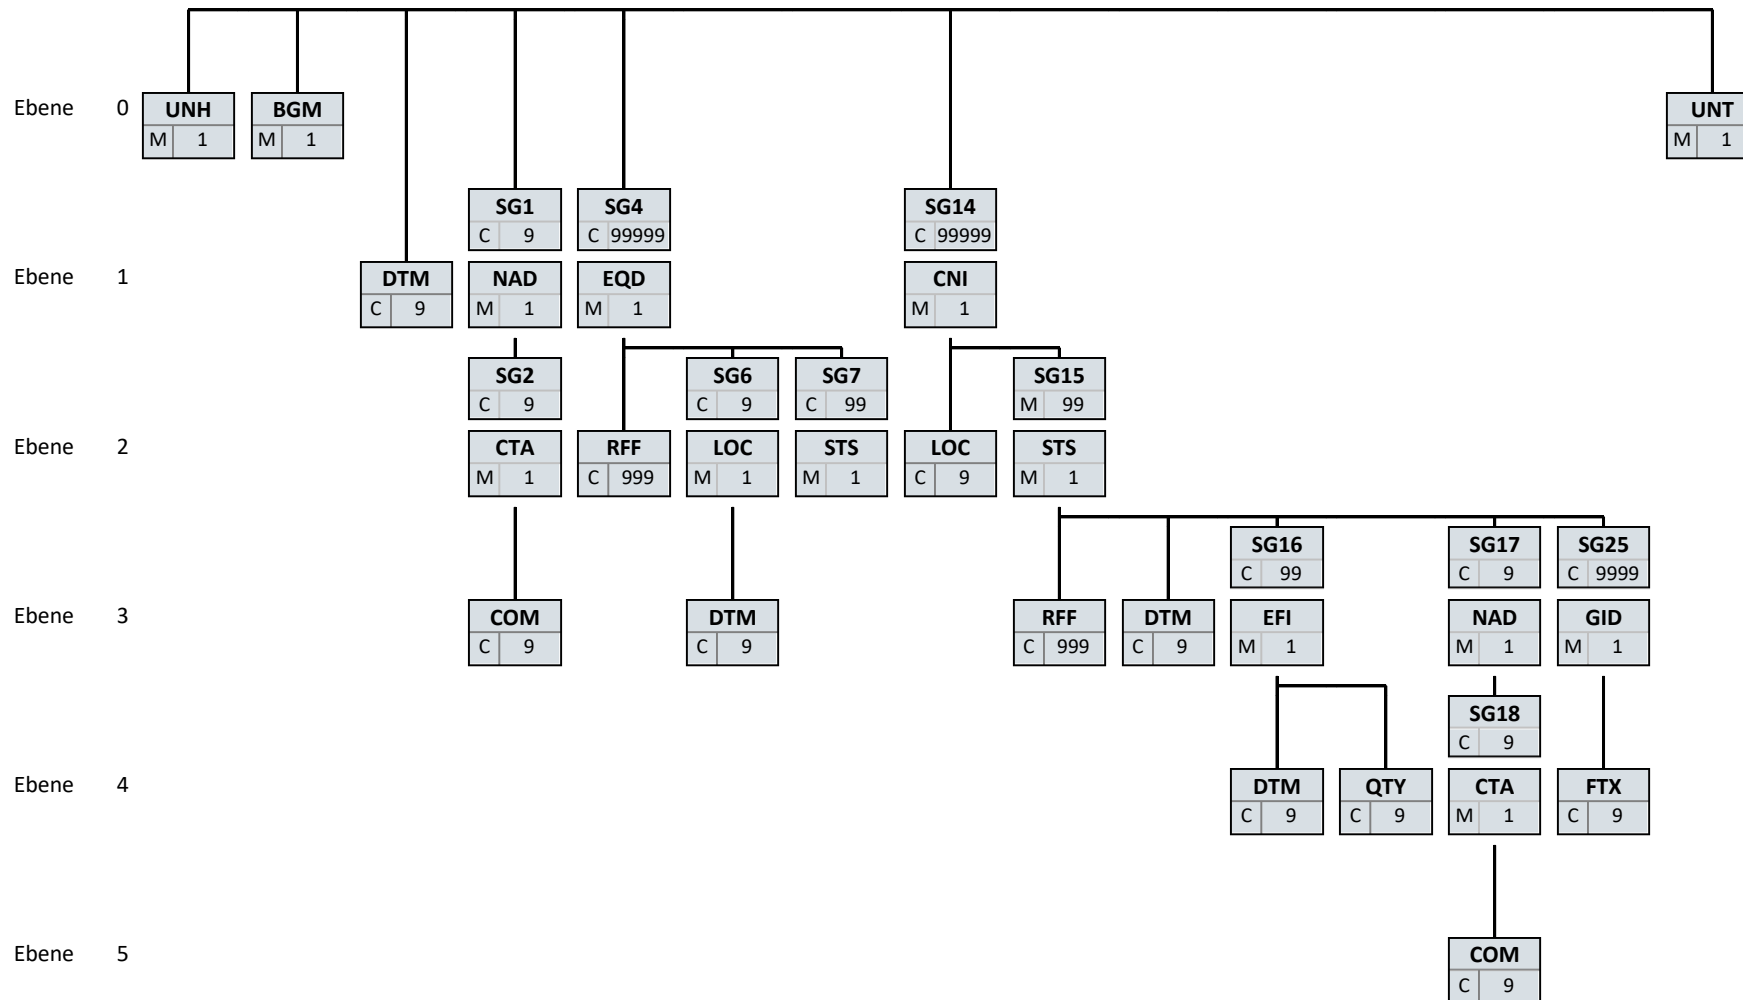 Ebene 0 UNH BGM UNT
M 1 M 1 M 1
SG1 SG4 SG14
C 9 C 99999 C 99999
Ebene 1 DTM NAD EQD CNI
C 9 M 1 M 1 M 1
SG2 SG6 SG7 SG15
C 9 C 9 C 99 M 99
Ebene 2 CTA RFF LOC STS LOC STS
M 1 C 999 M 1 M 1 C 9 M 1
SG16 SG17 SG25
C 99 C 9 C 9999
Ebene 3 COM DTM RFF DTM EFI NAD GID
C 9 C 9 C 999 C 9 M 1 M 1 M 1
SG18
C 9
Ebene 4 DTM QTY CTA FTX
C 9 C 9 M 1 C 9
Ebene 5 COM
C 9